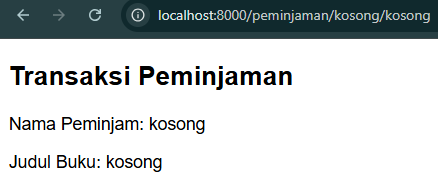 localhost:8000/peminjaman/kosong/kosong
Transaksi Peminjaman
Nama Peminjam: kosong
Judul Buku: kosong